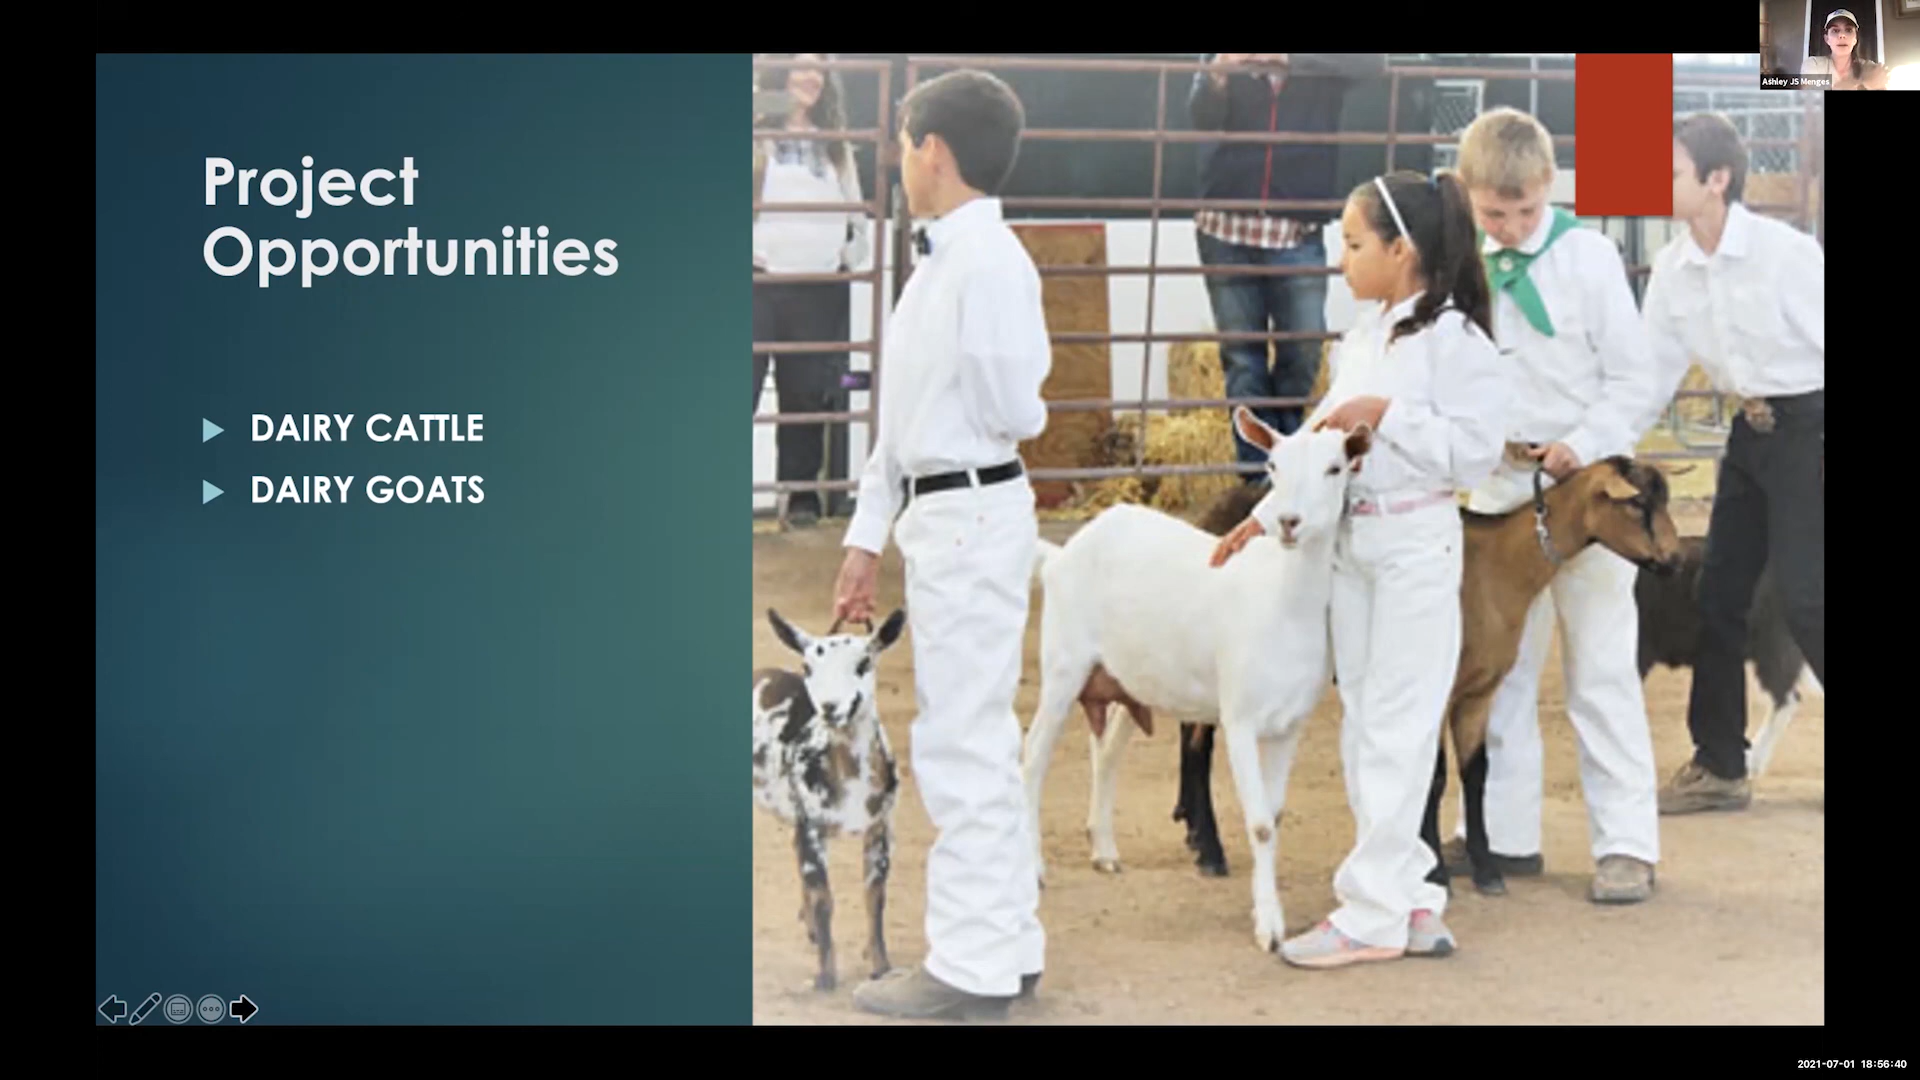 Ashley JS Menges
Project
Opportunities
DAIRY CATTLE
DAIRY GOATS
2021-07-01 18:56:40